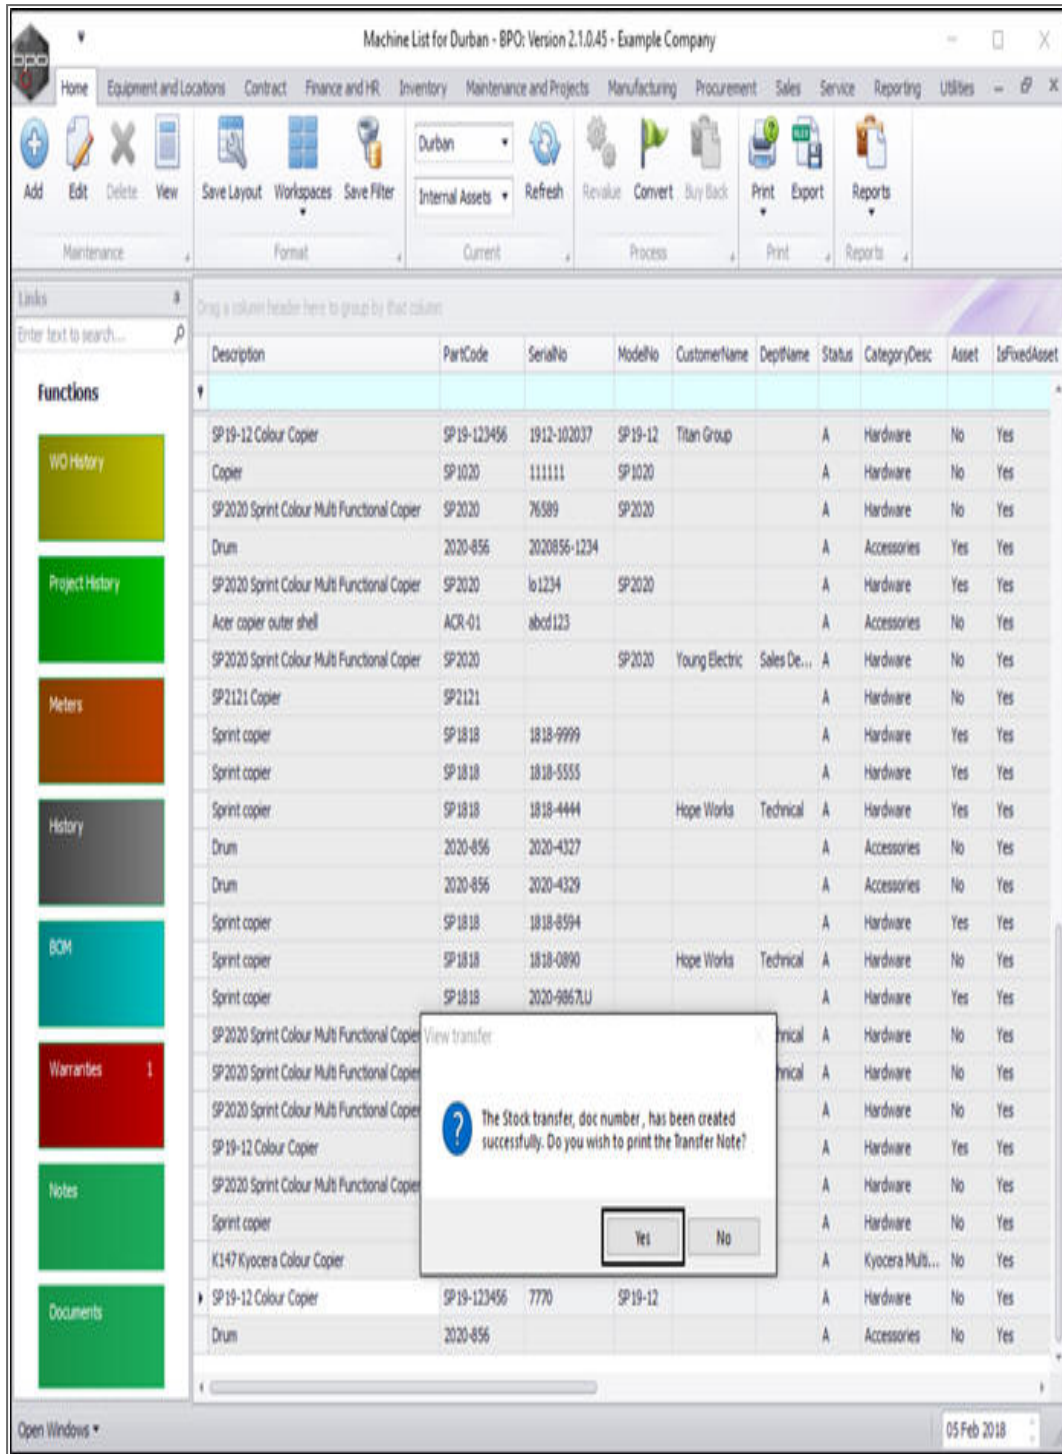 Machine List for Durban - BPO: Version 2.1.0.45 - Example Company
bpo
Home Equipment and Locations Contract Finance and HR Inventory Maintenance and Projects Manufacturing Procurement Sales Service Reporting Utilities
Durban
Internal Assets
Add Edit Delete View Save Layout Workspaces Save Filter Refresh Revalue Convert Buy Back Print Export Reports
Maintenance Format Current Process Print Reports
Links
Enter text to search...
Drag a column header here to group by that column
Functions
WO History
Project History
Meters
History
BOM
Warranties 1
Notes
Documents
Description PartCode SerialNo ModelNo CustomerName DeptName Status CategoryDesc Asset IsFixedAsset
SP19-12 Colour Copier SP19-123456 1912-102037 SP19-12 Titan Group A Hardware No Yes
Copier SP1020 111111 SP1020 A Hardware No Yes
SP2020 Sprint Colour Multi Functional Copier SP2020 76589 SP2020 A Hardware No Yes
Drum 2020-856 2020856-1234 A Accessories Yes Yes
SP2020 Sprint Colour Multi Functional Copier SP2020 lo1234 SP2020 A Hardware Yes Yes
Acer copier outer shell ACR-01 abcd123 A Accessories No Yes
SP2020 Sprint Colour Multi Functional Copier SP2020 SP2020 Young Electric Sales De... A Hardware No Yes
SP2121 Copier SP2121 A Hardware No Yes
Sprint copier SP1818 1818-9999 A Hardware Yes Yes
Sprint copier SP1818 1818-5555 A Hardware Yes Yes
Sprint copier SP1818 1818-4444 Hope Works Technical A Hardware Yes Yes
Drum 2020-856 2020-4327 A Accessories No Yes
Drum 2020-856 2020-4329 A Accessories No Yes
Sprint copier SP1818 1818-8594 A Hardware Yes Yes
Sprint copier SP1818 1818-0890 Hope Works Technical A Hardware No Yes
Sprint copier SP1818 2020-9867LU A Hardware Yes Yes
SP2020 Sprint Colour Multi Functional Copier hnical A Hardware No Yes
SP2020 Sprint Colour Multi Functional Copier hnical A Hardware No Yes
SP2020 Sprint Colour Multi Functional Copier A Hardware No Yes
SP19-12 Colour Copier A Hardware Yes Yes
SP2020 Sprint Colour Multi Functional Copier A Hardware No Yes
Sprint copier A Hardware No Yes
K147 Kyocera Colour Copier A Kyocera Multi... No Yes
SP19-12 Colour Copier SP19-123456 7770 SP19-12 A Hardware No Yes
Drum 2020-856 A Accessories No Yes
View transfer
The Stock transfer, doc number , has been created
successfully. Do you wish to print the Transfer Note?
Yes No
Open Windows
05 Feb 2018